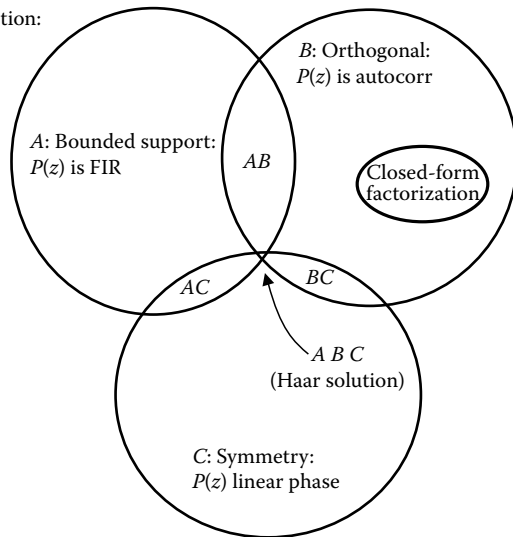 tion:
B: Orthogonal:
P(z) is autocorr
A: Bounded support:
P(z) is FIR
AB
Closed-form
factorization
AC
BC
A B C
(Haar solution)
C: Symmetry:
P(z) linear phase